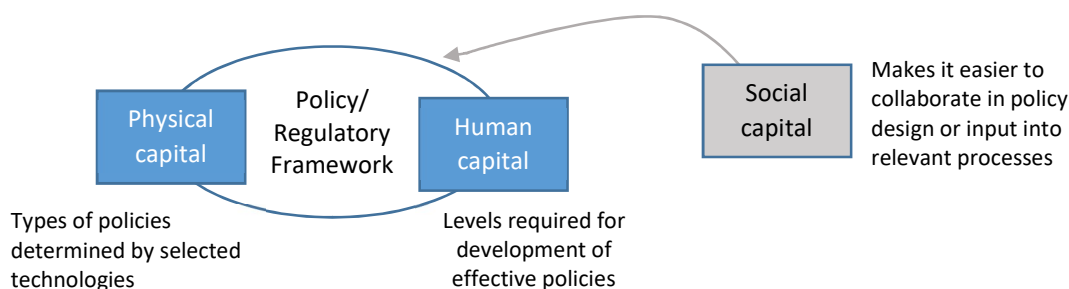 Physical
capital
Policy/
Regulatory
Framework
Human
capital
Social
capital
Makes it easier to
collaborate in policy
design or input into
relevant processes
Types of policies
determined by selected
technologies
Levels required for
development of
effective policies